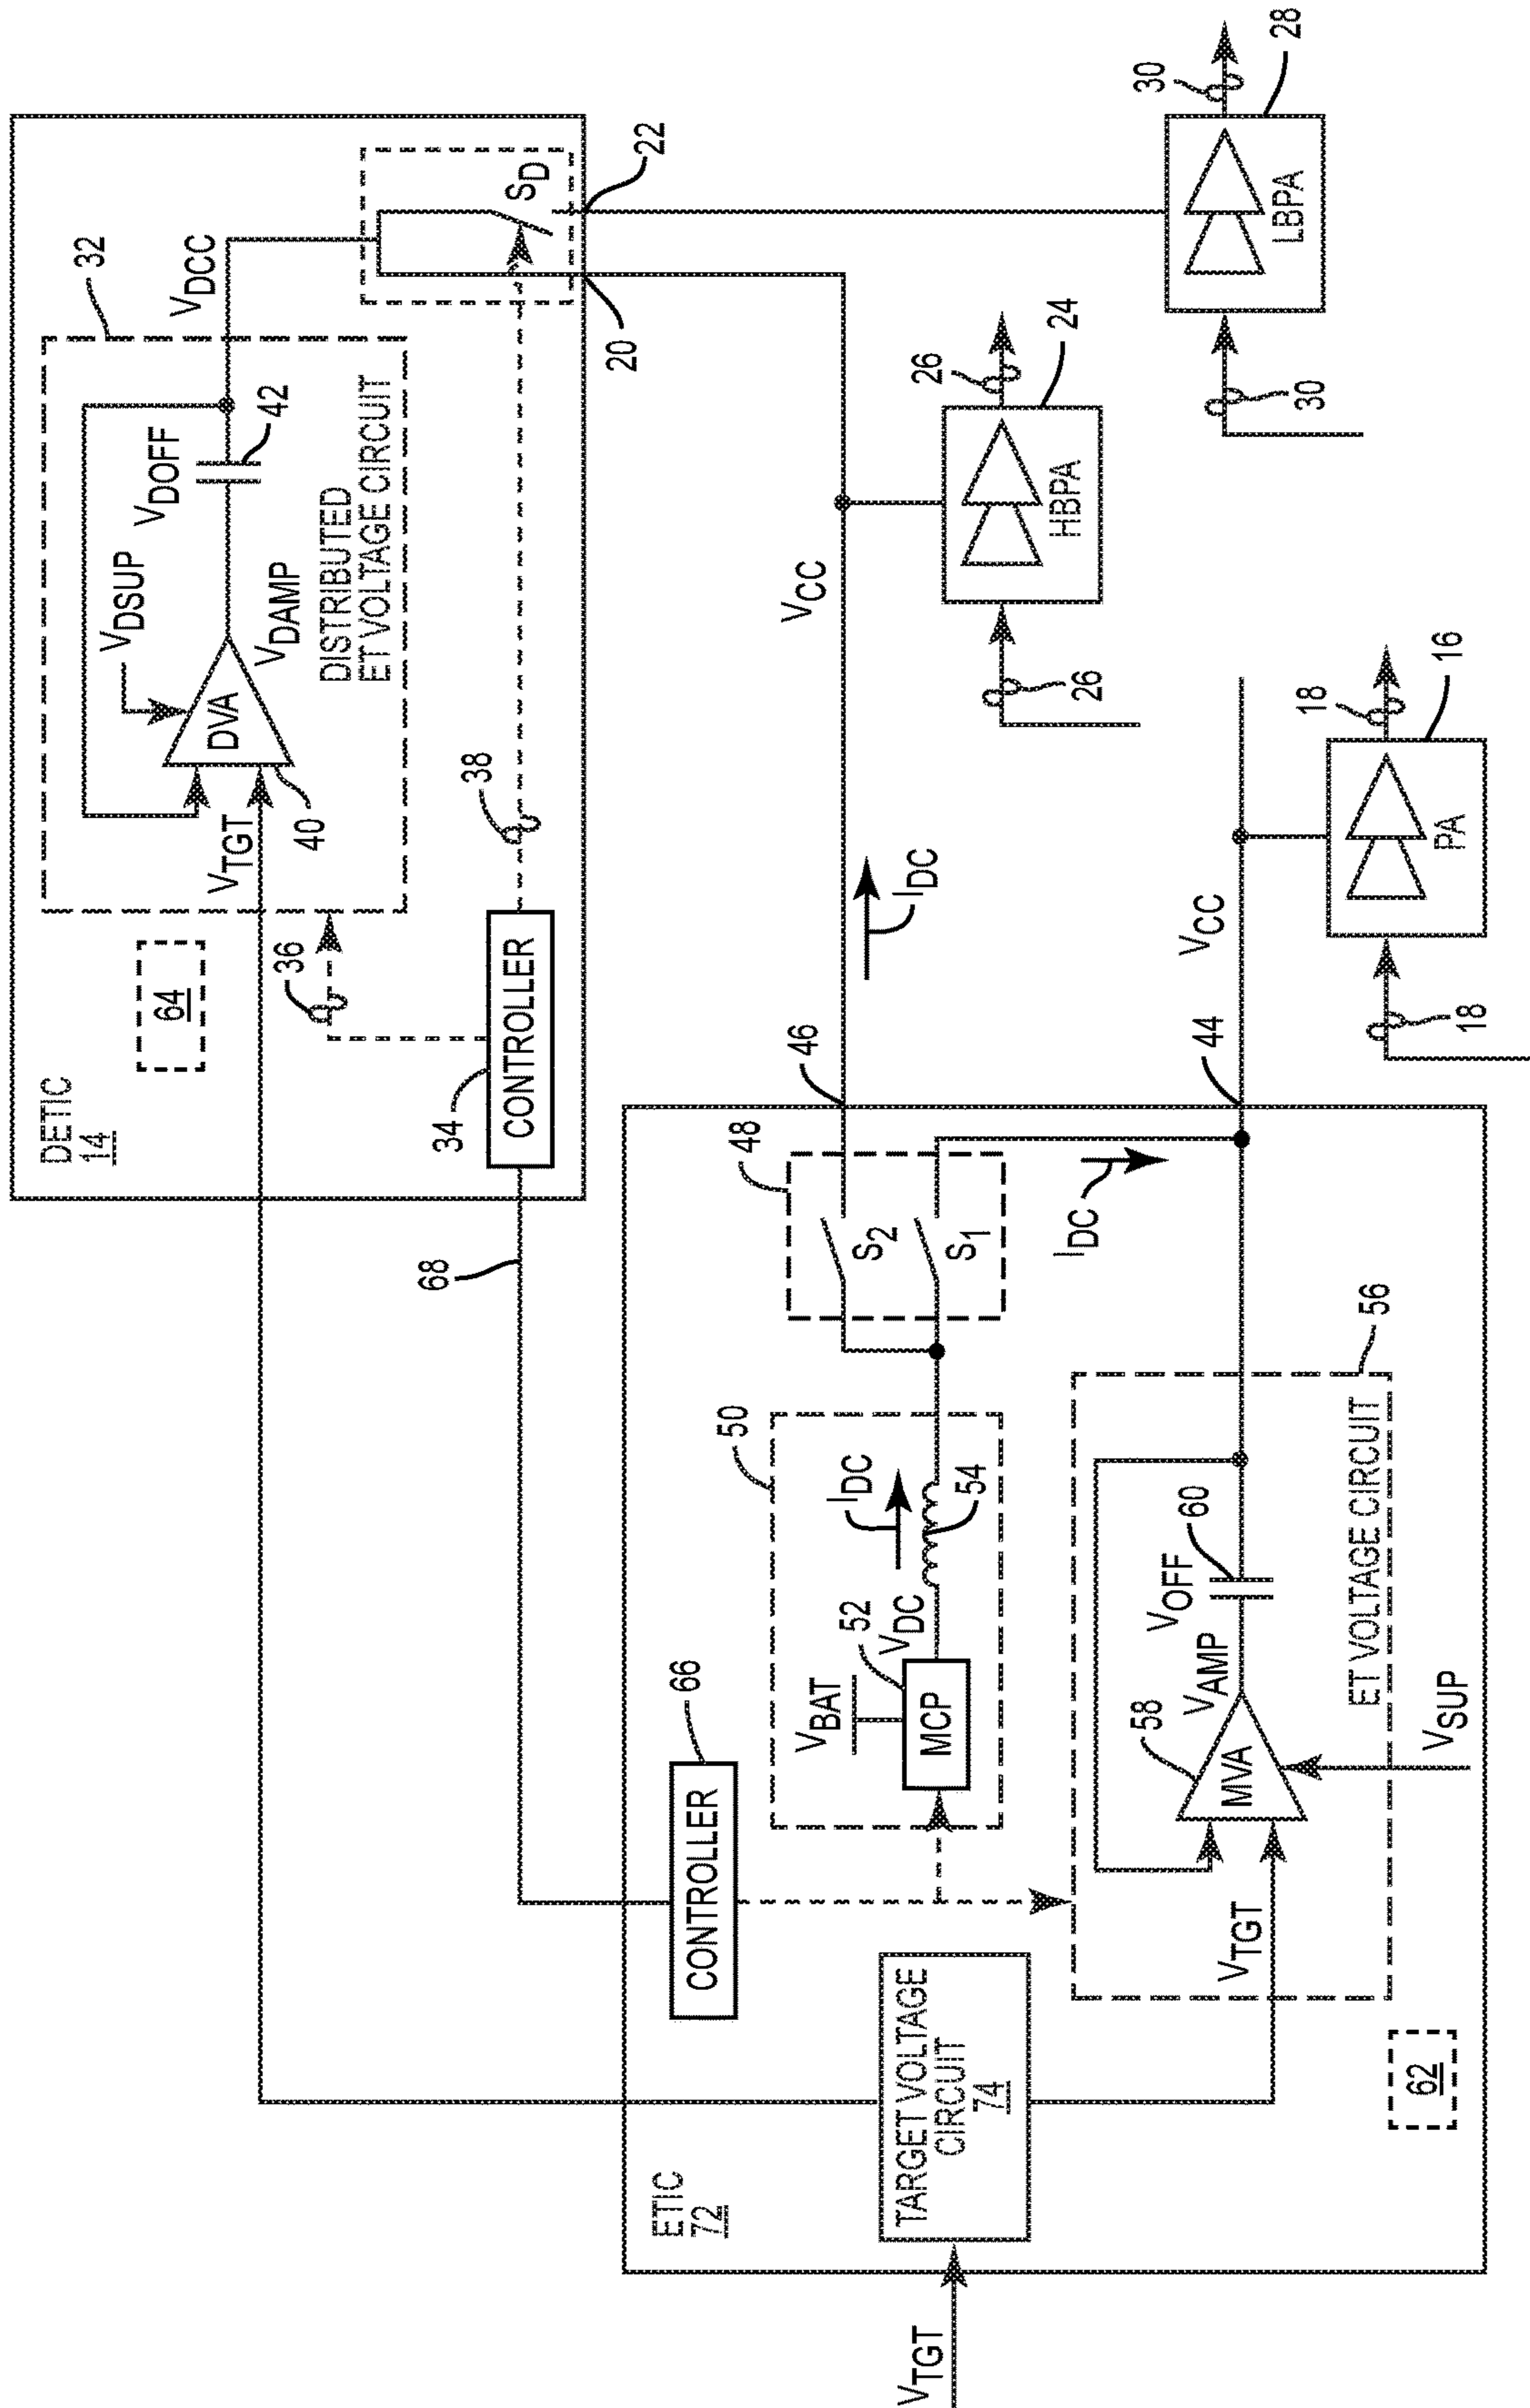 DETIC
14
64
36
34
CONTROLLER
VTGT
40
DVA
VDSUP
VDAMP
VDOFF
42
DISTRIBUTED
ET VOLTAGE CIRCUIT
32
VDCC
38
SD
20
22
68
ETIC
72
VTGT
TARGET VOLTAGE
CIRCUIT
74
CONTROLLER
66
50
VBAT
52
MCP
VDC
IDC
54
48
S2
S1
46
44
IDC
IDC
62
VTGT
58
MVA
VAMP
VOFF
60
VSUP
ET VOLTAGE CIRCUIT
56
VCC
26
26
HBPA
24
VCC
18
18
PA
16
30
30
LBPA
28